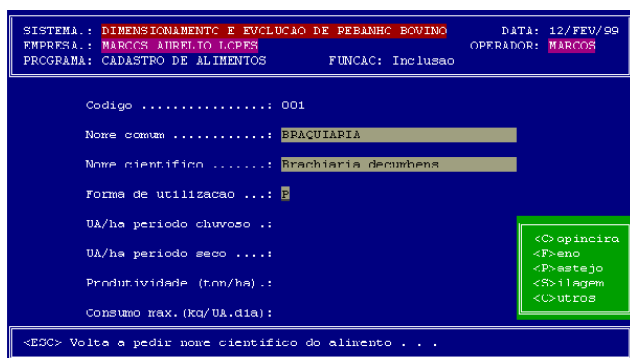 SISTEMA.: DIMENSIONAMENTO E EVOLUCAO DE REBANHO BOVINO DATA: 12/FEV/99
EMPRESA.: MARCOS AURELIO LOPES OPERADOR: MARCOS
PROGRAMA: CADASTRO DE ALIMENTOS FUNCAO: Inclusao
Codigo ................: 001
Nome comum ............: BRAQUIARIA
Nome cientifico .......: Brachiaria decumbens
Forma de utilizacao ...: P
UA/ha periodo chuvoso .:
UA/ha periodo seco ....:
Produtividade (ton/ha).:
Consumo max.(kg/UA.dia):
<C>apineira
<F>eno
<P>astejo
<S>ilagem
<O>utros
<ESC> Volta a pedir nome cientifico do alimento . . .